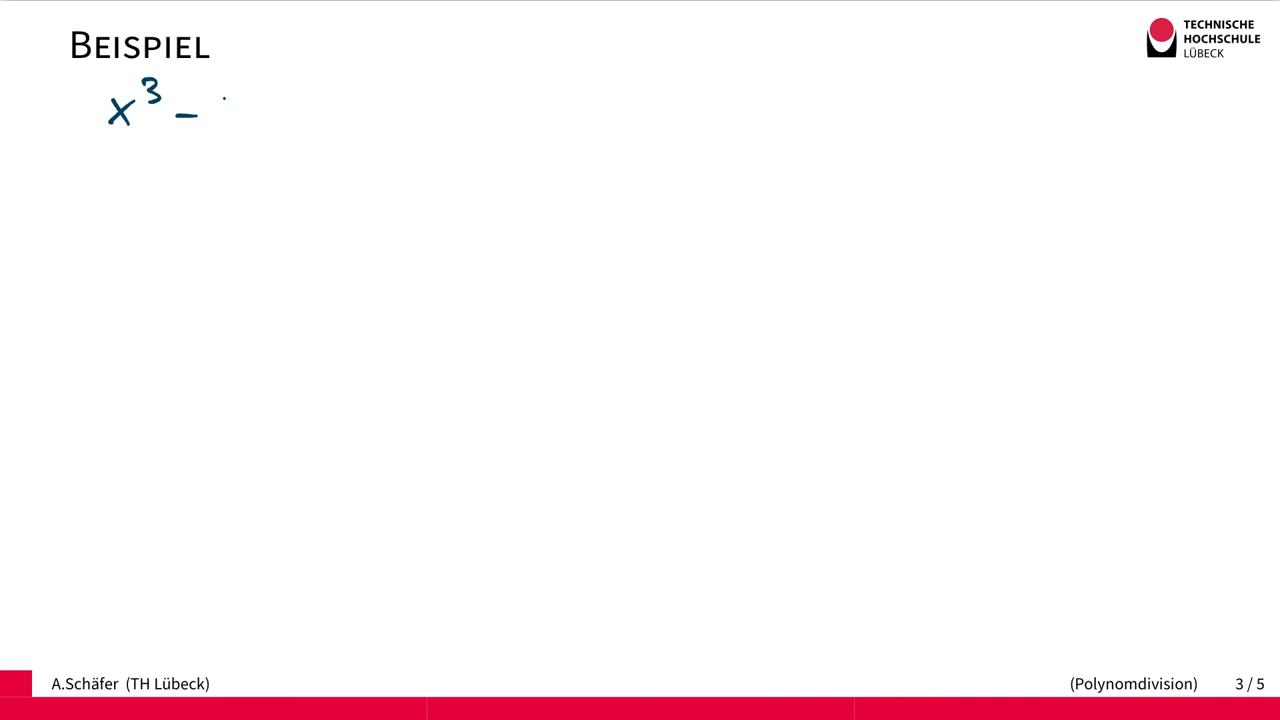 BEISPIEL
TECHNISCHE
HOCHSCHULE
LÜBECK
x³ −
A.Schäfer (TH Lübeck)
(Polynomdivision) 3 / 5